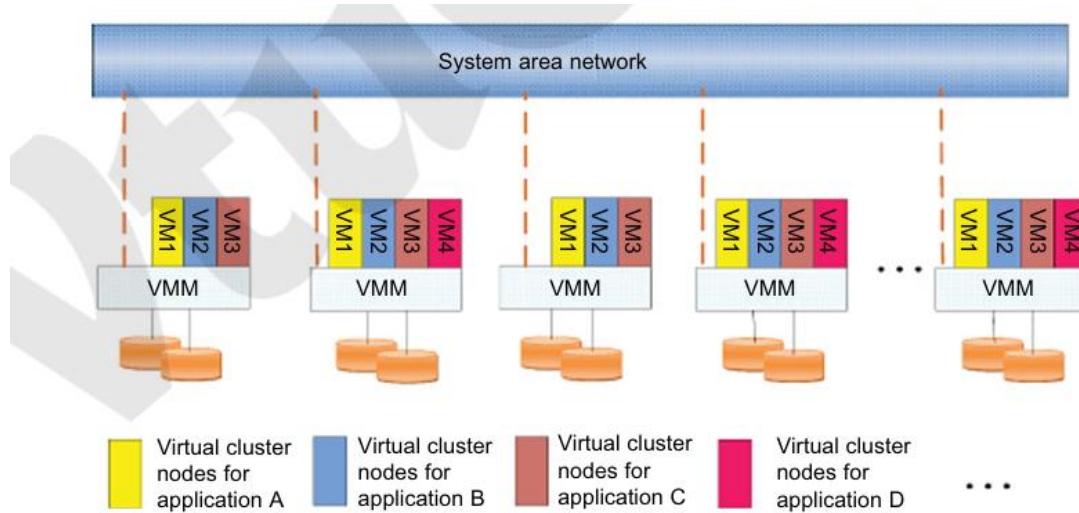 System area network
VM1 VM2 VM3
VM1 VM2 VM3 VM4
VM1 VM2 VM3
VM1 VM2 VM3 VM4
VM1 VM2 VM3 VM4
VMM
VMM
VMM
VMM
VMM
Virtual cluster
nodes for
application A
Virtual cluster
nodes for
application B
Virtual cluster
nodes for
application C
Virtual cluster
nodes for
application D